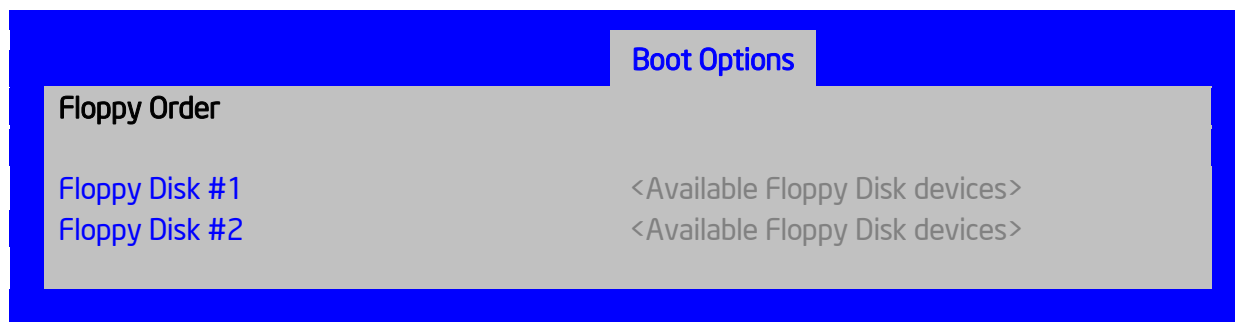 Boot Options
Floppy Order
Floppy Disk #1 <Available Floppy Disk devices>
Floppy Disk #2 <Available Floppy Disk devices>